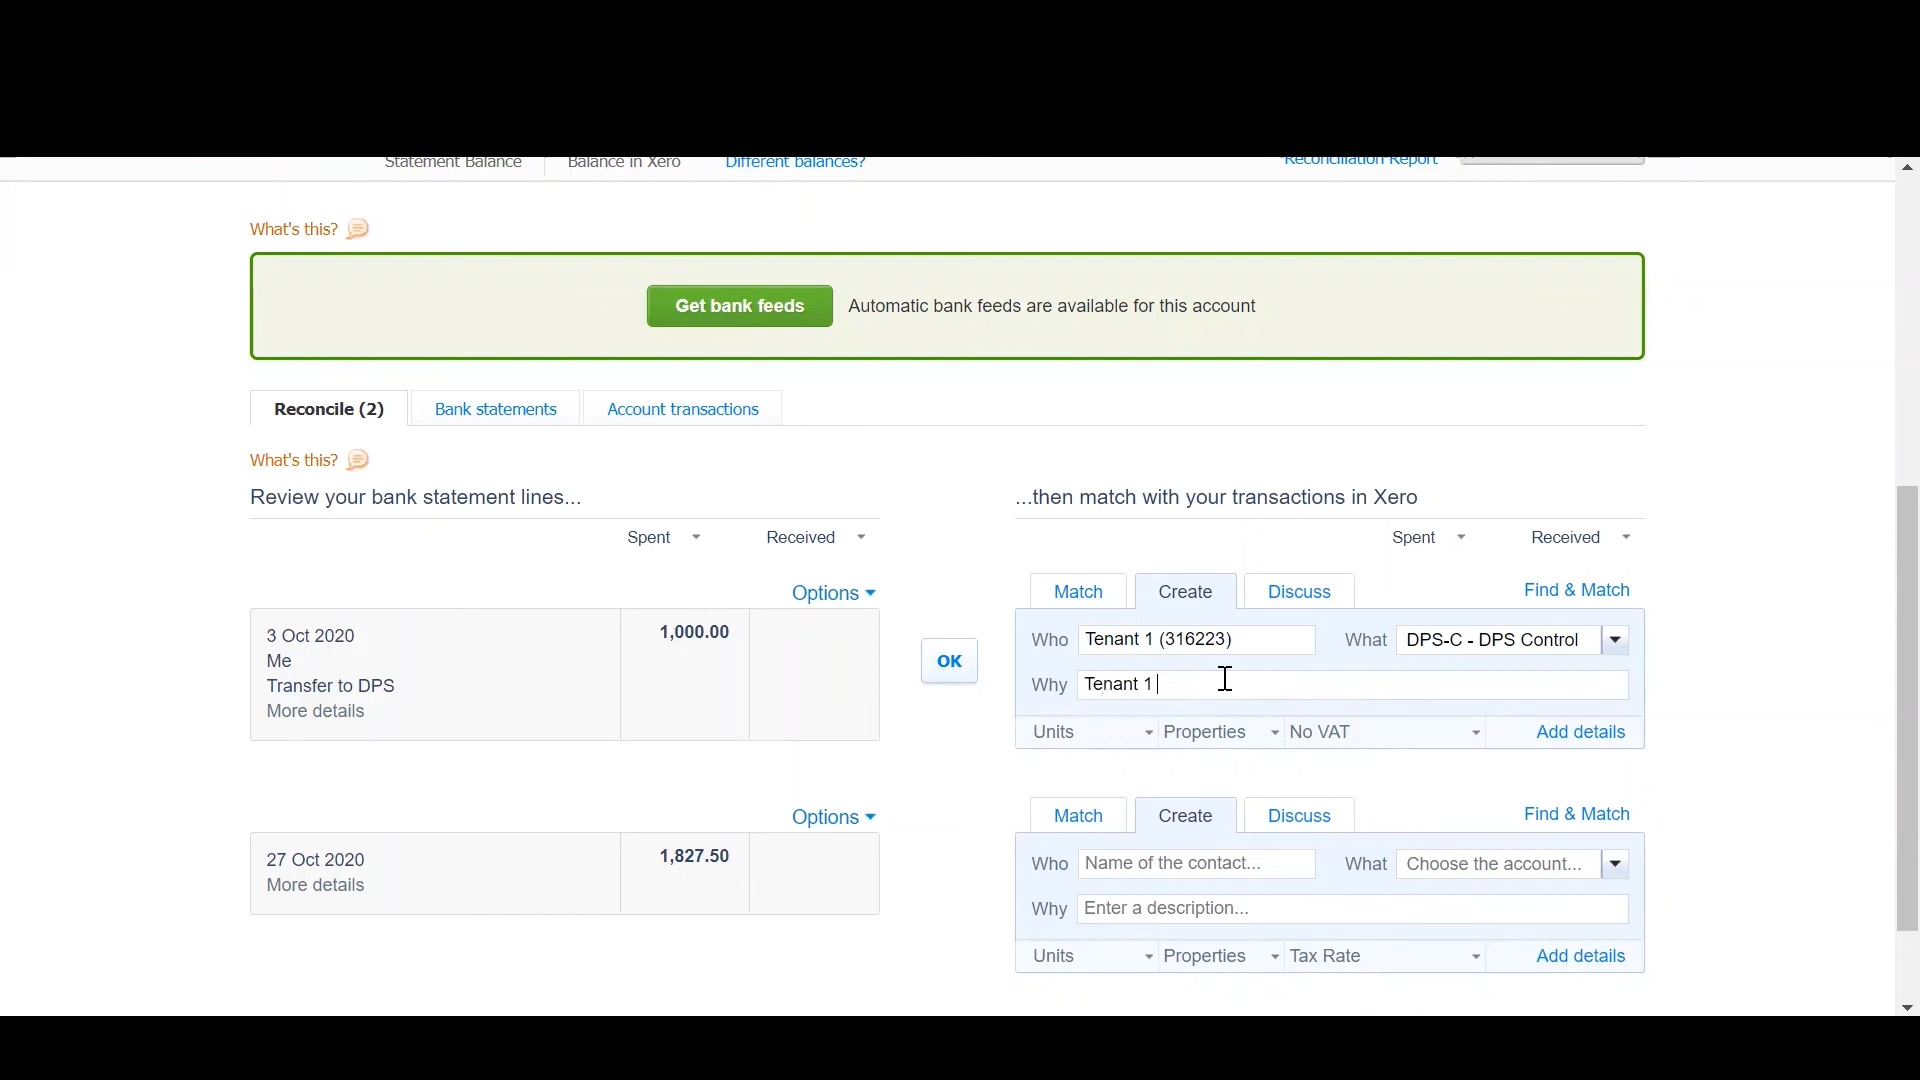 Statement Balance Balance in Xero Different balances? Reconciliation Report
What's this?
Get bank feeds Automatic bank feeds are available for this account
Reconcile (2) Bank statements Account transactions
What's this?
Review your bank statement lines... ...then match with your transactions in Xero
Spent Received Spent Received
Options Match Create Discuss Find & Match
3 Oct 2020 1,000.00 Who Tenant 1 (316223) What DPS-C - DPS Control
Me OK
Transfer to DPS Why Tenant 1
More details
Units Properties No VAT Add details
Options Match Create Discuss Find & Match
27 Oct 2020 1,827.50 Who Name of the contact... What Choose the account...
More details
Why Enter a description...
Units Properties Tax Rate Add details